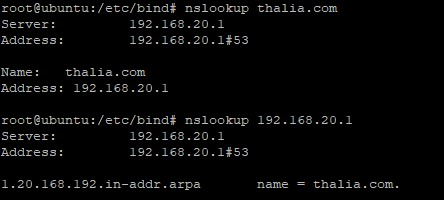 root@ubuntu:/etc/bind# nslookup thalia.com
Server:         192.168.20.1
Address:        192.168.20.1#53
Name:   thalia.com
Address: 192.168.20.1
root@ubuntu:/etc/bind# nslookup 192.168.20.1
Server:         192.168.20.1
Address:        192.168.20.1#53
1.20.168.192.in-addr.arpa       name = thalia.com.